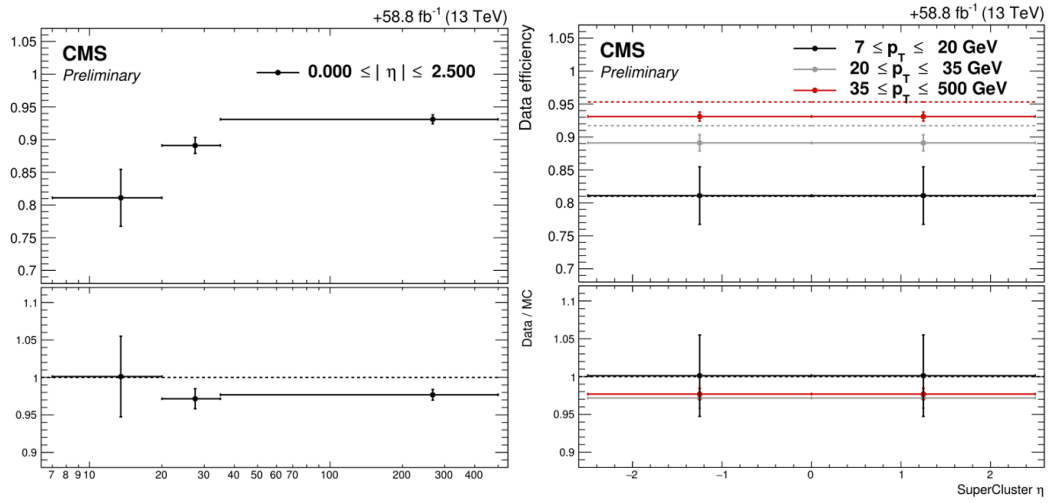 +58.8 fb⁻¹ (13 TeV)
CMS
Preliminary
0.000 ≤ | η | ≤ 2.500
1.05
1
0.95
0.9
0.85
0.8
0.75
0.7
1.1
1.05
1
0.95
0.9
7 8 9 10 20 30 40 50 60 70 100 200 300 400
+58.8 fb⁻¹ (13 TeV)
Data efficiency
CMS
Preliminary
7 ≤ p_T ≤ 20 GeV
20 ≤ p_T ≤ 35 GeV
35 ≤ p_T ≤ 500 GeV
1.05
1
0.95
0.9
0.85
0.8
0.75
0.7
Data / MC
1.1
1.05
1
0.95
0.9
−2 −1 0 1 2
SuperCluster η